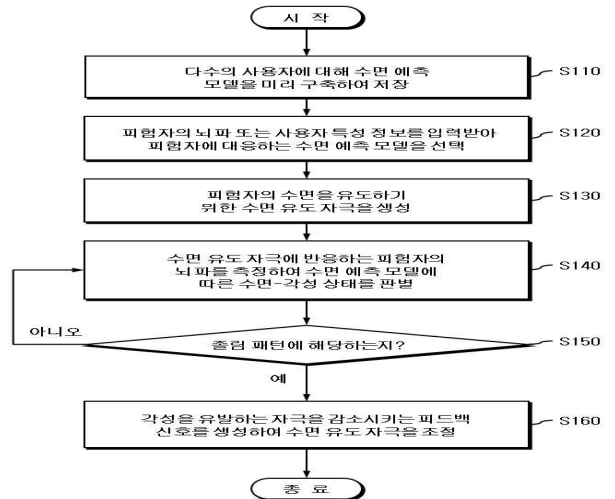 시 작
다수의 사용자에 대해 수면 예측
모델을 미리 구축하여 저장
S110
피험자의 뇌파 또는 사용자 특성 정보를 입력받아
피험자에 대응하는 수면 예측 모델을 선택
S120
피험자의 수면을 유도하기
위한 수면 유도 자극을 생성
S130
수면 유도 자극에 반응하는 피험자의
뇌파를 측정하여 수면 예측 모델에
따른 수면-각성 상태를 판별
S140
아니오
졸림 패턴에 해당하는지?
S150
예
각성을 유발하는 자극을 감소시키는 피드백
신호를 생성하여 수면 유도 자극을 조절
S160
종 료